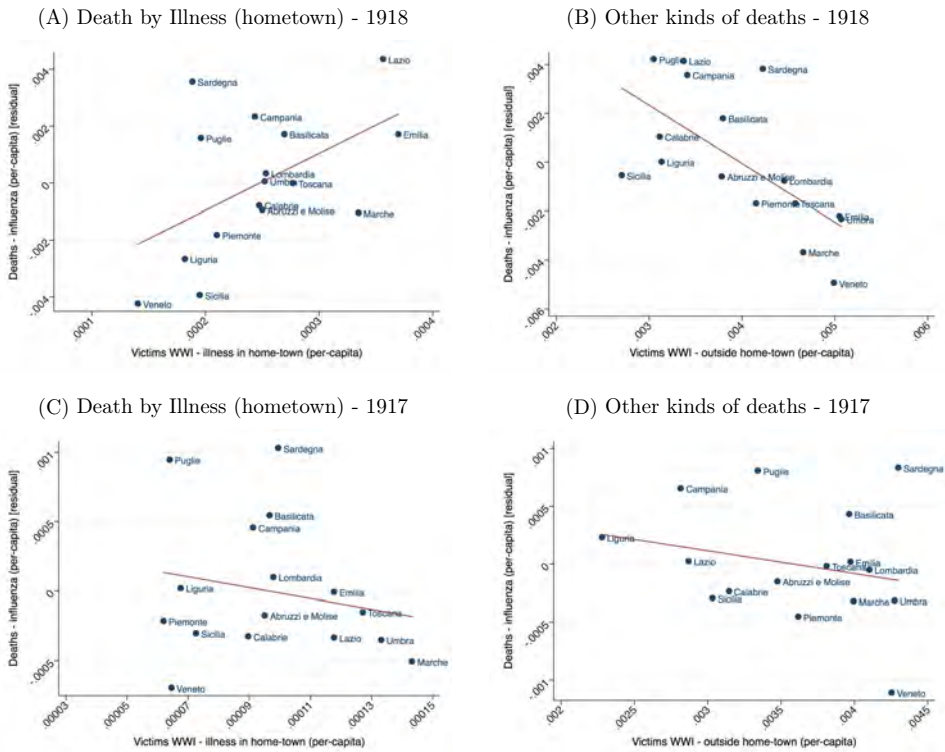 (A) Death by Illness (hometown) - 1918
Deaths - influenza (per-capita) [residual]
.004
.002
0
-.002
-.004
Lazio
Sardegna
Campania
Basilicata
Emilia
Puglie
Lombardia
Umbra
Toscana
Calabrie
Abruzzi e Molise
Marche
Piemonte
Liguria
Sicilia
Veneto
.0001 .0002 .0003 .0004
Victims WWI - illness in home-town (per-capita)
(B) Other kinds of deaths - 1918
Deaths - influenza (per-capita) [residual]
.004
.002
0
-.002
-.004
-.006
Puglie
Lazio
Sardegna
Campania
Basilicata
Calabrie
Liguria
Sicilia
Abruzzi e Molise
Lombardia
Piemonte
Toscana
Emilia
Umbra
Marche
Veneto
.002 .003 .004 .005 .006
Victims WWI - outside home-town (per-capita)
(C) Death by Illness (hometown) - 1917
Deaths - influenza (per-capita) [residual]
.001
.0005
0
-.0005
Sardegna
Puglie
Basilicata
Campania
Lombardia
Liguria
Emilia
Toscana
Abruzzi e Molise
Piemonte
Sicilia
Calabrie
Lazio
Umbra
Marche
Veneto
.00003 .00005 .00007 .00009 .00011 .00013 .00015
Victims WWI - illness in home-town (per-capita)
(D) Other kinds of deaths - 1917
Deaths - influenza (per-capita) [residual]
.001
.0005
0
-.0005
-.001
Sardegna
Puglie
Campania
Basilicata
Liguria
Lazio
Emilia
Toscana
Lombardia
Abruzzi e Molise
Calabrie
Sicilia
Marche
Umbra
Piemonte
Veneto
.002 .0025 .003 .0035 .004 .0045
Victims WWI - outside home-town (per-capita)